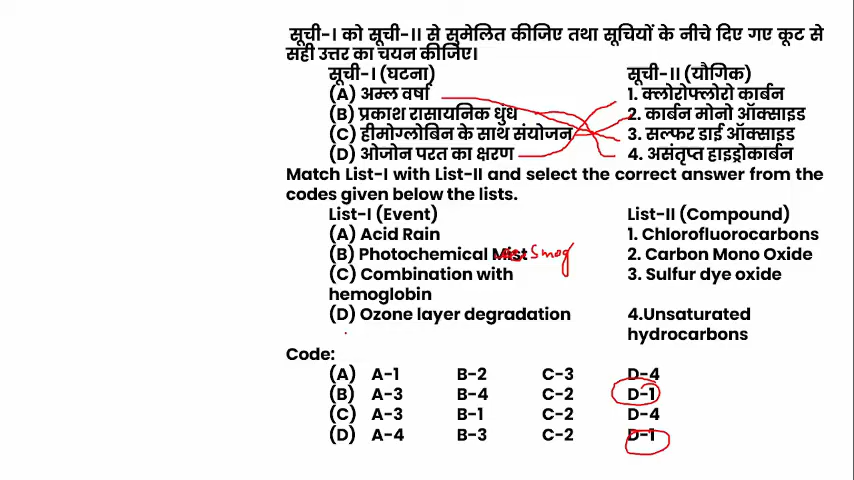 सूची-I को सूची-II से सुमेलित कीजिए तथा सूचियों के नीचे दिए गए कूट से
सही उत्तर का चयन कीजिए।
सूची-I (घटना) सूची-II (यौगिक)
(A) अम्ल वर्षा 1. क्लोरोफ्लोरो कार्बन
(B) प्रकाश रासायनिक धुंध 2. कार्बन मोनो ऑक्साइड
(C) हीमोग्लोबिन के साथ संयोजन 3. सल्फर डाई ऑक्साइड
(D) ओजोन परत का क्षरण 4. असंतृप्त हाइड्रोकार्बन
Match List-I with List-II and select the correct answer from the
codes given below the lists.
List-I (Event) List-II (Compound)
(A) Acid Rain 1. Chlorofluorocarbons
(B) Photochemical Mist Smog 2. Carbon Mono Oxide
(C) Combination with 3. Sulfur dye oxide
hemoglobin
(D) Ozone layer degradation 4.Unsaturated
hydrocarbons
Code:
(A) A-1 B-2 C-3 D-4
(B) A-3 B-4 C-2 D-1
(C) A-3 B-1 C-2 D-4
(D) A-4 B-3 C-2 D-1